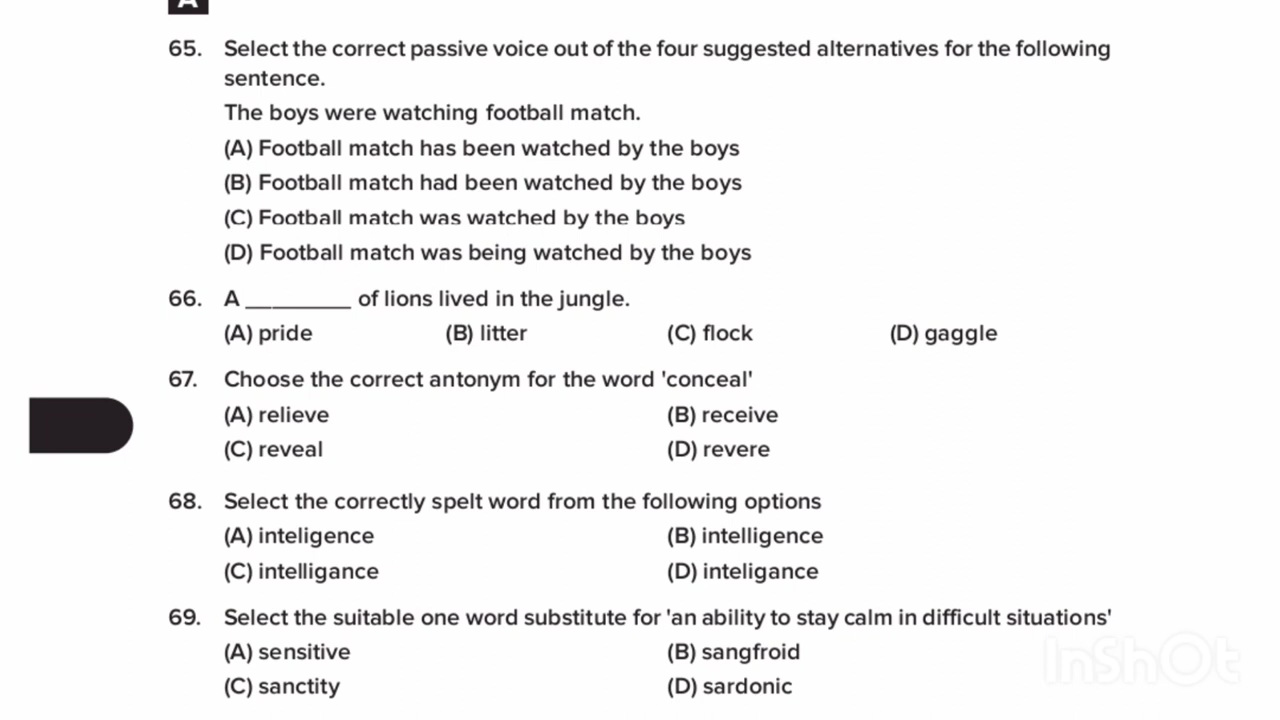 A
65. Select the correct passive voice out of the four suggested alternatives for the following
sentence.
The boys were watching football match.
(A) Football match has been watched by the boys
(B) Football match had been watched by the boys
(C) Football match was watched by the boys
(D) Football match was being watched by the boys
66. A ________ of lions lived in the jungle.
(A) pride (B) litter (C) flock (D) gaggle
67. Choose the correct antonym for the word 'conceal'
(A) relieve (B) receive
(C) reveal (D) revere
68. Select the correctly spelt word from the following options
(A) inteligence (B) intelligence
(C) intelligance (D) inteligance
69. Select the suitable one word substitute for 'an ability to stay calm in difficult situations'
(A) sensitive (B) sangfroid
(C) sanctity (D) sardonic
InShOt